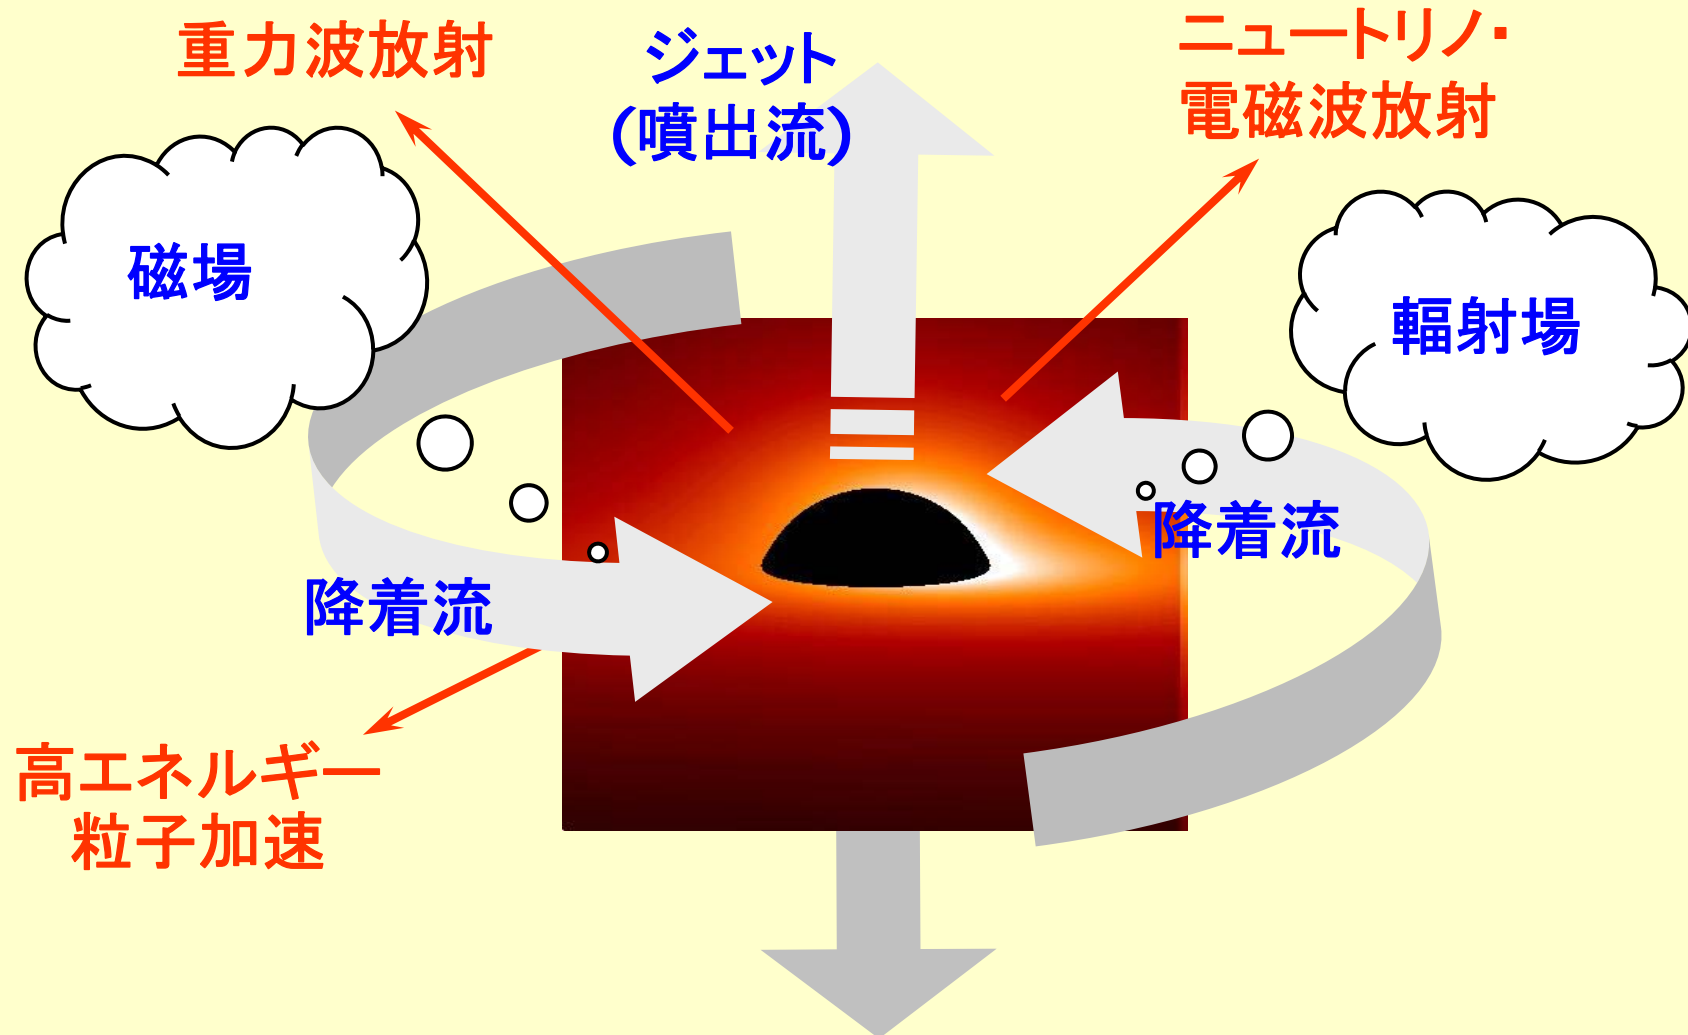 重力波放射
ジェット
(噴出流)
ニュートリノ・
電磁波放射
磁場
輻射場
降着流
降着流
高エネルギー
粒子加速